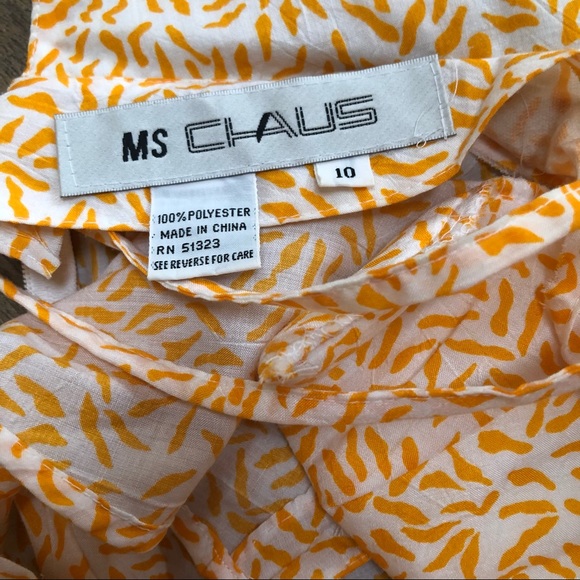 MS CHAUS
10
100% POLYESTER
MADE IN CHINA
RN 51323
SEE REVERSE FOR CARE